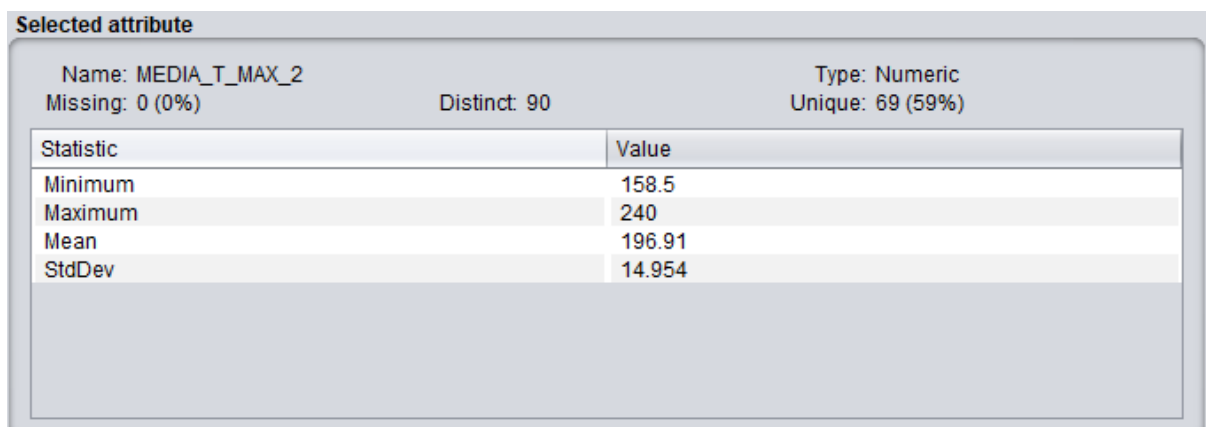 Selected attribute
Name: MEDIA_T_MAX_2 Type: Numeric
Missing: 0 (0%) Distinct: 90 Unique: 69 (59%)
Statistic Value
Minimum 158.5
Maximum 240
Mean 196.91
StdDev 14.954